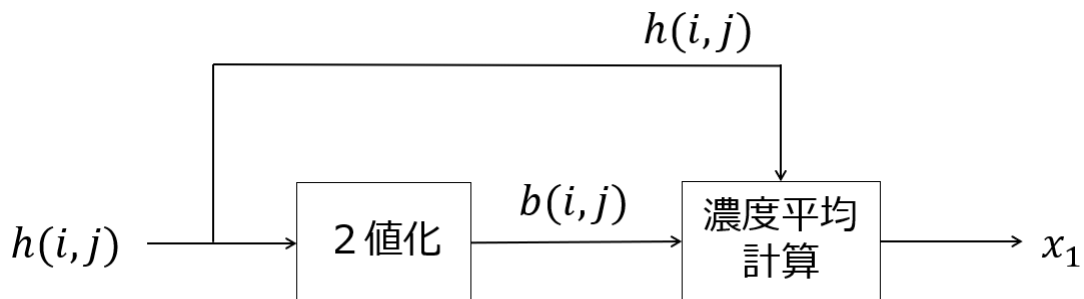 h(i, j)
h(i, j)
２値化
b(i, j)
濃度平均
計算
x₁